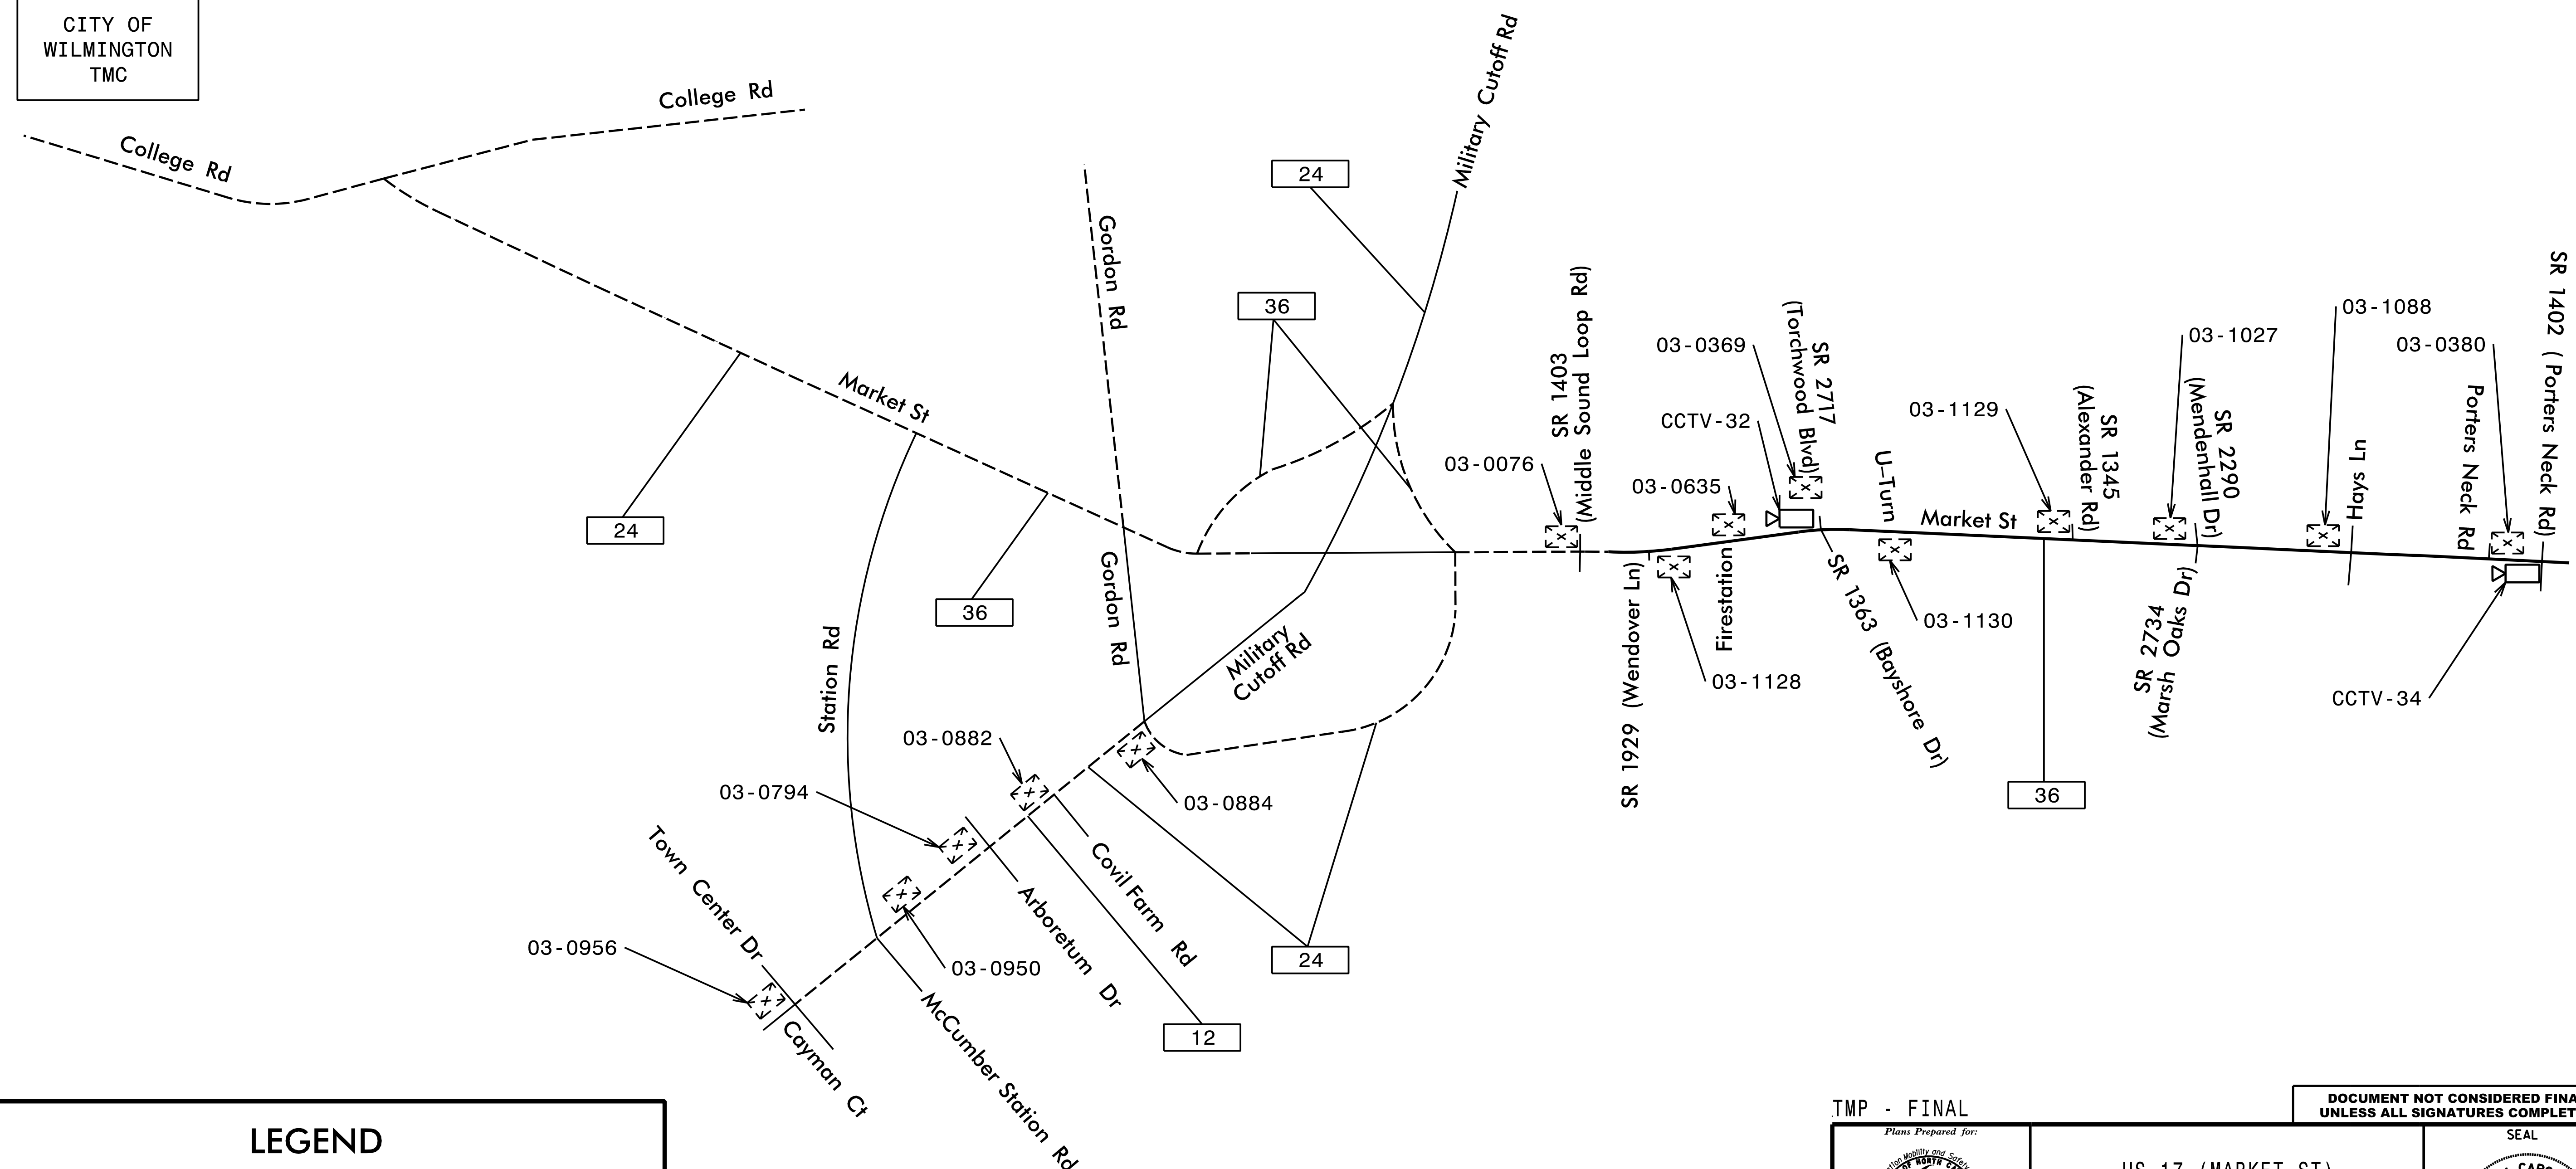 CITY OF
WILMINGTON
TMC
College Rd
College Rd
Military Cutoff Rd
24
Gordon Rd
36
Market St
24
36
Gordon Rd
Station Rd
Military
Cutoff Rd
SR 1403
(Middle Sound Loop Rd)
03-0076
03-0369
CCTV-32
03-0635
SR 2717
(Torchwood Blvd)
U-Turn
Market St
03-1129
SR 1345
(Alexander Rd)
03-1027
SR 2290
(Mendenhall Dr)
03-1088
Hays Ln
03-0380
Porters Neck Rd
SR 1402 ( Porters Neck Rd)
SR 1929 (Wendover Ln)
Firestation
03-1128
SR 1363 (Bayshore Dr)
03-1130
36
SR 2734
(Marsh Oaks Dr)
CCTV-34
03-0882
03-0794
03-0884
Town Center Dr
03-0956
03-0950
Covil Farm Rd
Arboretum Dr
24
12
Cayman Ct
McCumber Station Rd
LEGEND
TMP - FINAL
DOCUMENT NOT CONSIDERED FINA
UNLESS ALL SIGNATURES COMPLET
Plans Prepared for:
SEAL
US 17 (MARKET ST)